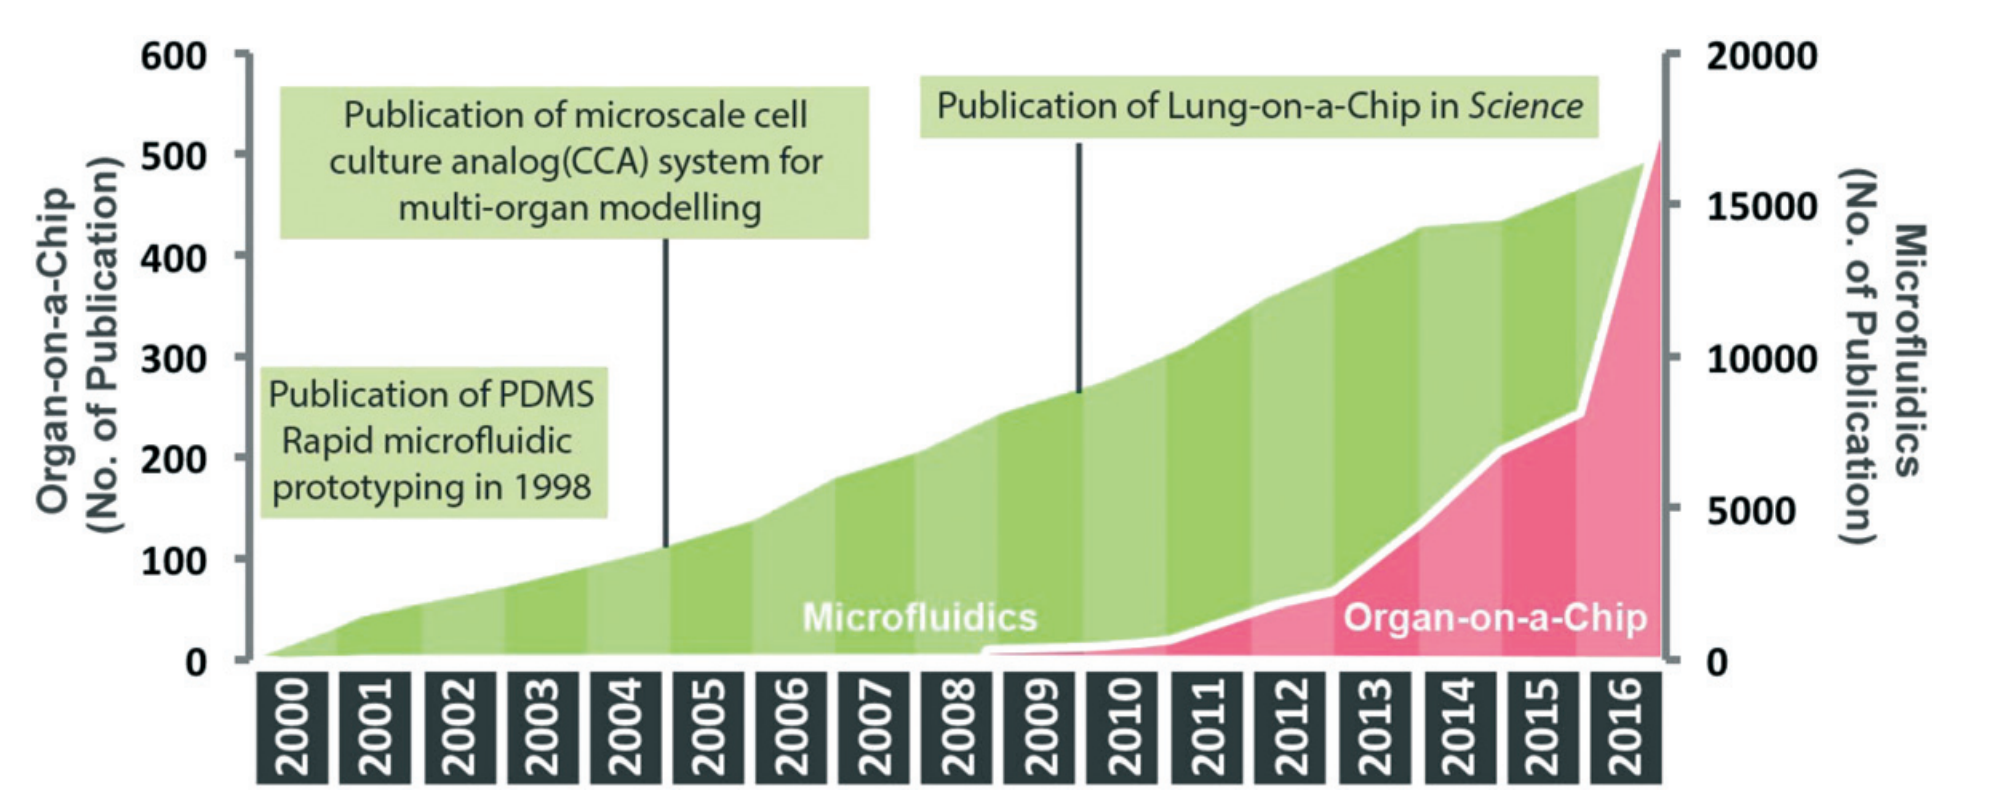 600
500
400
300
200
100
0
Organ-on-a-Chip
(No. of Publication)
Publication of microscale cell
culture analog(CCA) system for
multi-organ modelling
Publication of Lung-on-a-Chip in Science
Publication of PDMS
Rapid microfluidic
prototyping in 1998
Microfluidics
Organ-on-a-Chip
20000
15000
10000
5000
0
Microfluidics
(No. of Publication)
2000 2001 2002 2003 2004 2005 2006 2007 2008 2009 2010 2011 2012 2013 2014 2015 2016